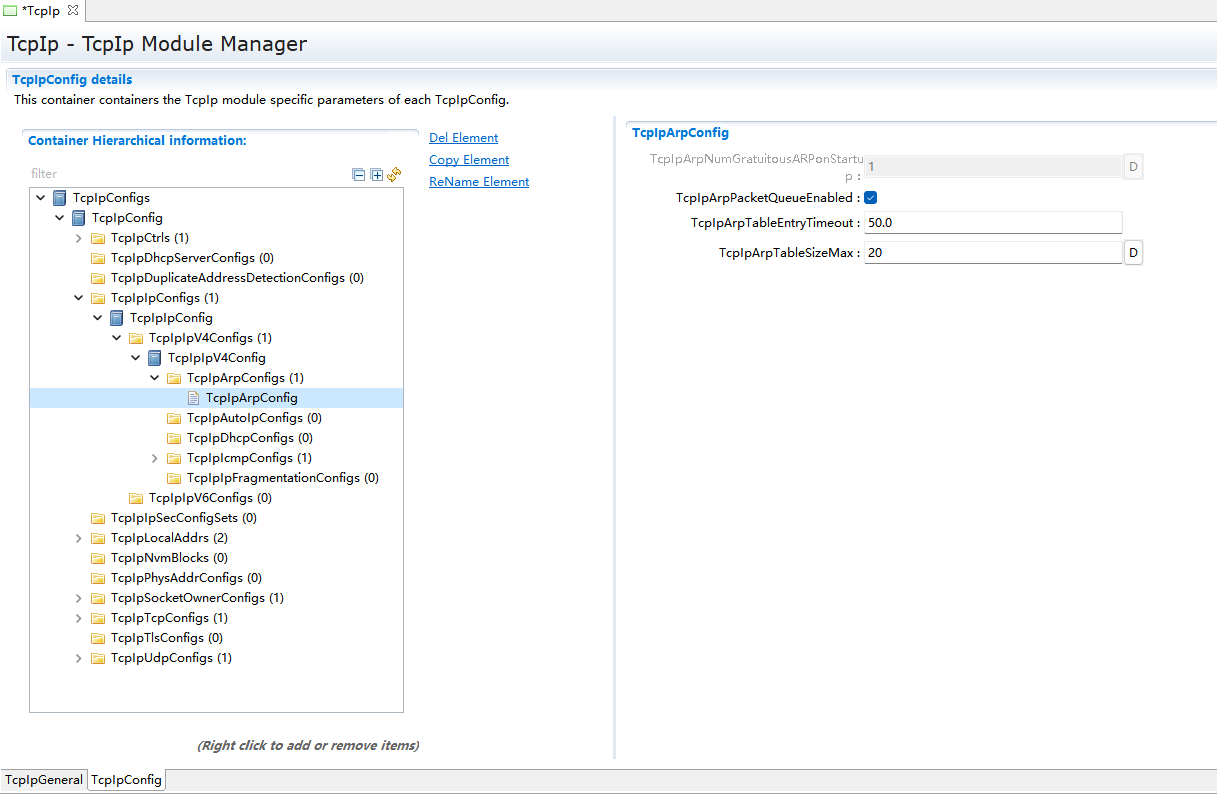 *TcpIp
TcpIp - TcpIp Module Manager
TcpIpConfig details
This container containers the TcpIp module specific parameters of each TcpIpConfig.
Container Hierarchical information:
filter
TcpIpConfigs
TcpIpConfig
TcpIpCtrls (1)
TcpIpDhcpServerConfigs (0)
TcpIpDuplicateAddressDetectionConfigs (0)
TcpIpIpConfigs (1)
TcpIpIpConfig
TcpIpIpV4Configs (1)
TcpIpIpV4Config
TcpIpArpConfigs (1)
TcpIpArpConfig
TcpIpAutoIpConfigs (0)
TcpIpDhcpConfigs (0)
TcpIpIcmpConfigs (1)
TcpIpIpFragmentationConfigs (0)
TcpIpIpV6Configs (0)
TcpIpIpSecConfigSets (0)
TcpIpLocalAddrs (2)
TcpIpNvmBlocks (0)
TcpIpPhysAddrConfigs (0)
TcpIpSocketOwnerConfigs (1)
TcpIpTcpConfigs (1)
TcpIpTlsConfigs (0)
TcpIpUdpConfigs (1)
(Right click to add or remove items)
Del Element
Copy Element
ReName Element
TcpIpArpConfig
TcpIpArpNumGratuitousARPonStartu
p : 1 D
TcpIpArpPacketQueueEnabled :
TcpIpArpTableEntryTimeout : 50.0
TcpIpArpTableSizeMax : 20 D
TcpIpGeneral TcpIpConfig